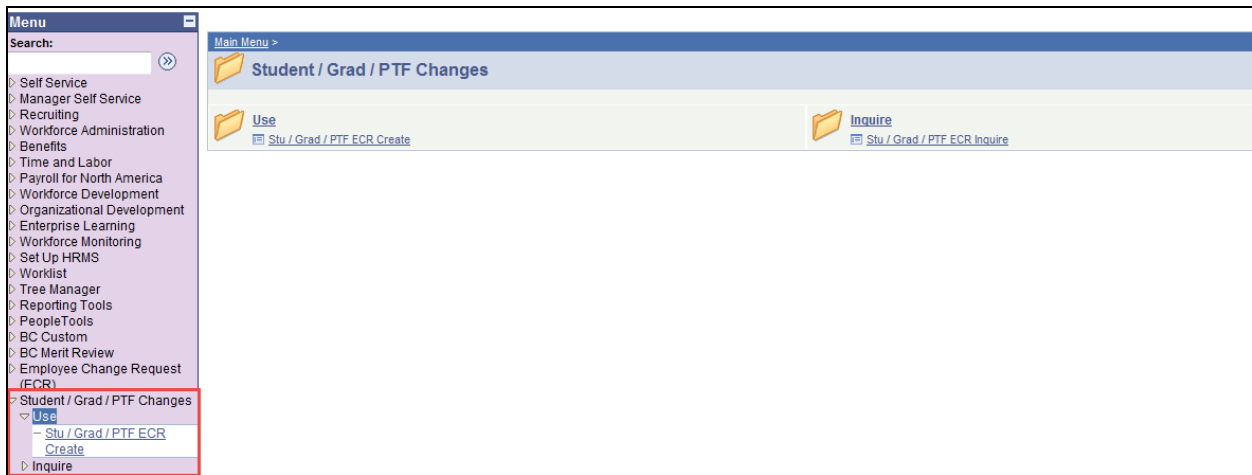 Menu
Search:
Self Service
Manager Self Service
Recruiting
Workforce Administration
Benefits
Time and Labor
Payroll for North America
Workforce Development
Organizational Development
Enterprise Learning
Workforce Monitoring
Set Up HRMS
Worklist
Tree Manager
Reporting Tools
PeopleTools
BC Custom
BC Merit Review
Employee Change Request
(ECR)
Student / Grad / PTF Changes
Use
Stu / Grad / PTF ECR
Create
Inquire
Main Menu >
Student / Grad / PTF Changes
Use
Stu / Grad / PTF ECR Create
Inquire
Stu / Grad / PTF ECR Inquire